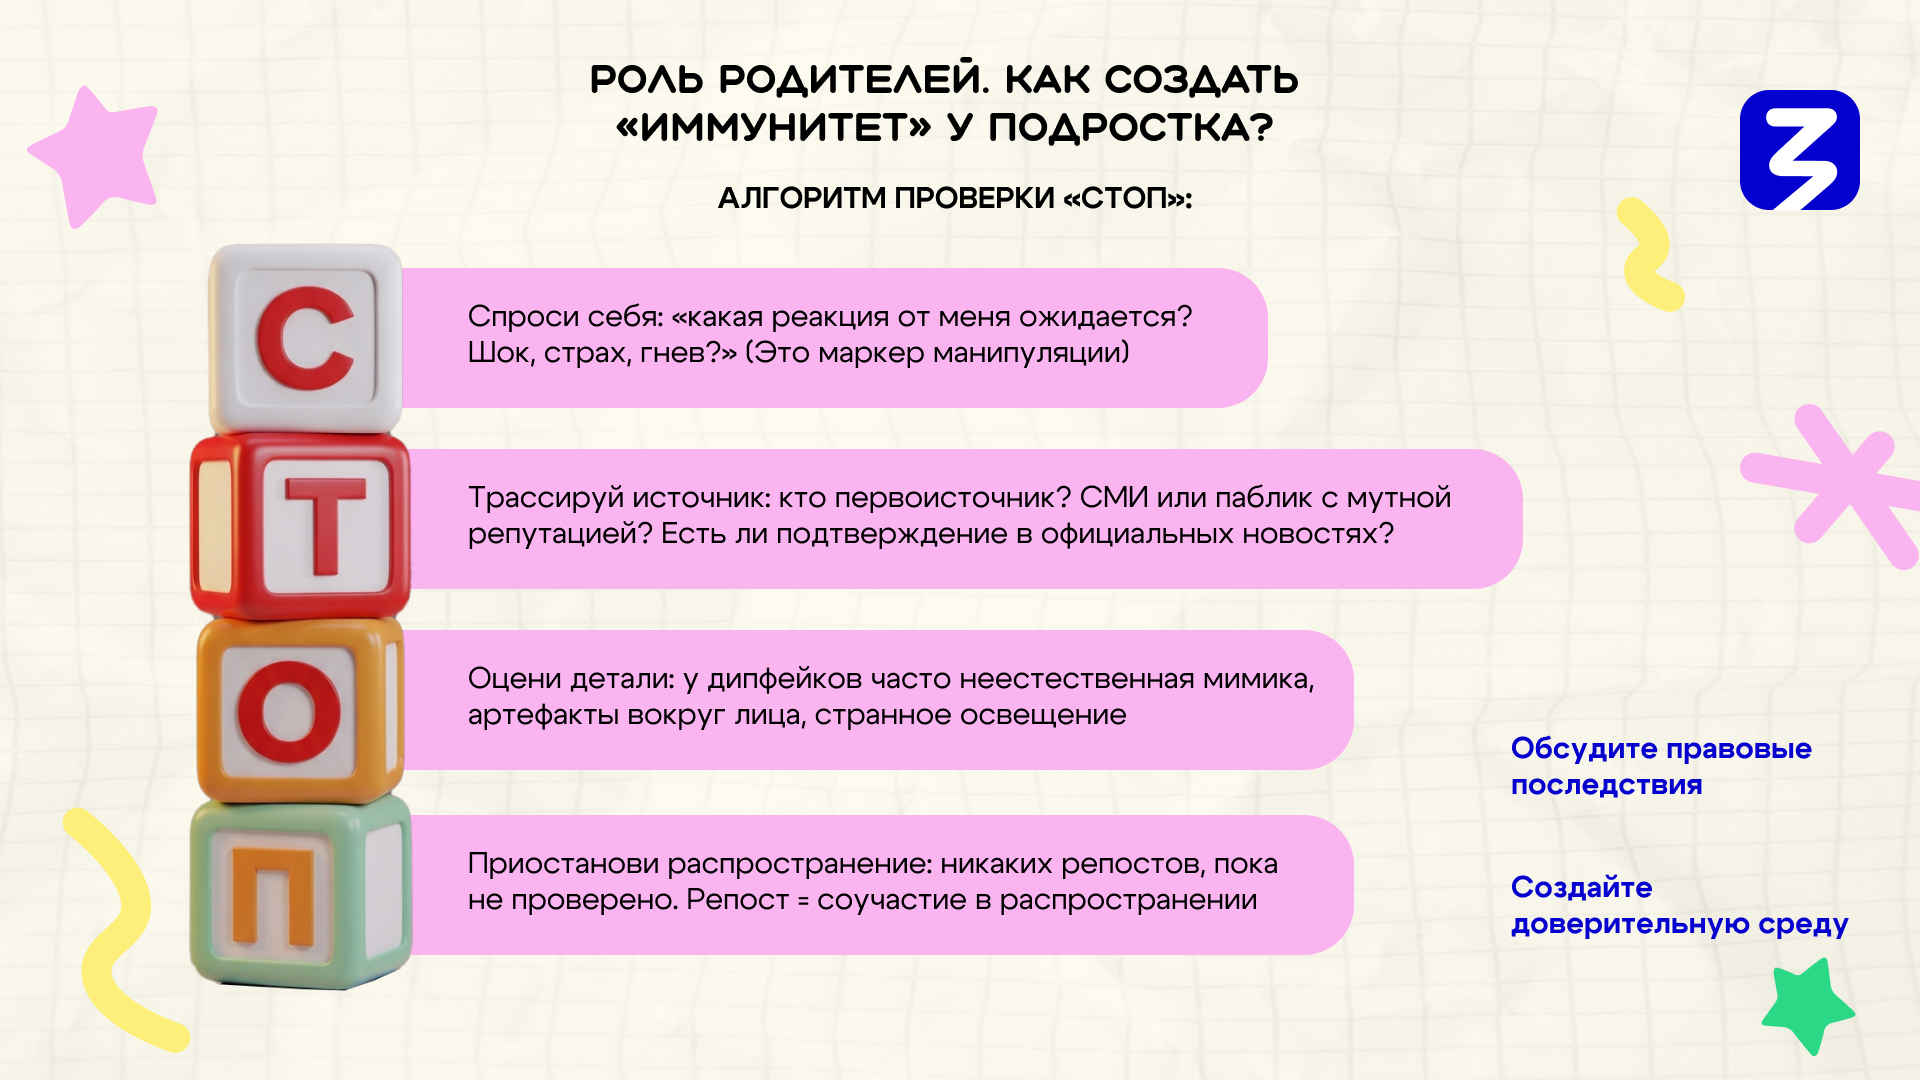 РОЛЬ РОДИТЕЛЕЙ. КАК СОЗДАТЬ
«ИММУНИТЕТ» У ПОДРОСТКА?
АЛГОРИТМ ПРОВЕРКИ «СТОП»:
С
Спроси себя: «какая реакция от меня ожидается?
Шок, страх, гнев?» (Это маркер манипуляции)
Т
Трассируй источник: кто первоисточник? СМИ или паблик с мутной
репутацией? Есть ли подтверждение в официальных новостях?
О
Оцени детали: у дипфейков часто неестественная мимика,
артефакты вокруг лица, странное освещение
П
Приостанови распространение: никаких репостов, пока
не проверено. Репост = соучастие в распространении
Обсудите правовые
последствия
Создайте
доверительную среду